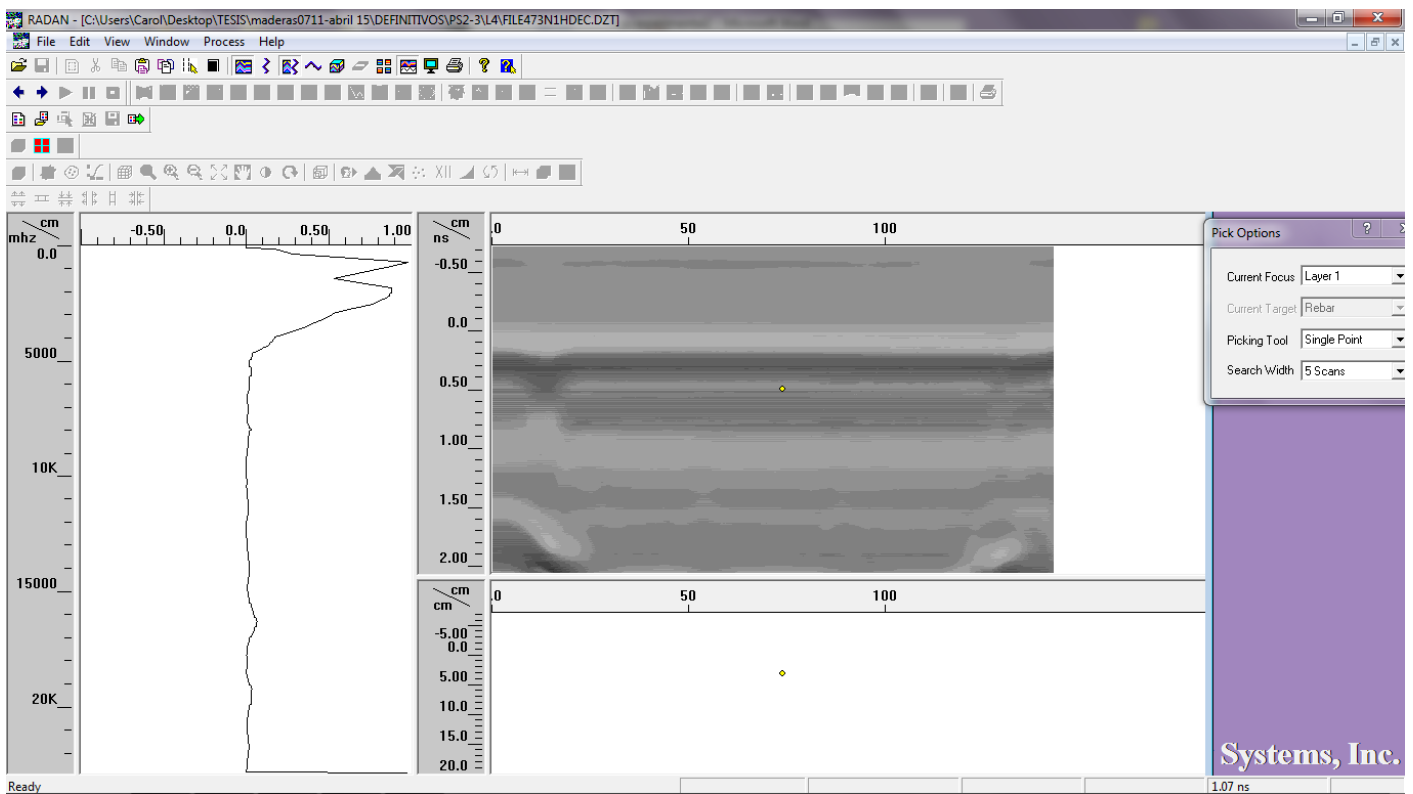 RADAN - [C:\Users\Carol\Desktop\TESIS\maderas0711-abril 15\DEFINITIVOS\PS2-3\L4\FILE473N1HDEC.DZT]
File Edit View Window Process Help
XII
cm
mhz
-0.50 0.0 0.50 1.00
0.0
5000
10K
15000
20K
cm
ns
.0 50 100
-0.50
0.0
0.50
1.00
1.50
2.00
cm
cm
.0 50 100
-5.00
0.0
5.00
10.0
15.0
20.0
Pick Options
Current Focus Layer 1
Current Target Rebar
Picking Tool Single Point
Search Width 5 Scans
Systems, Inc.
Ready 1.07 ns